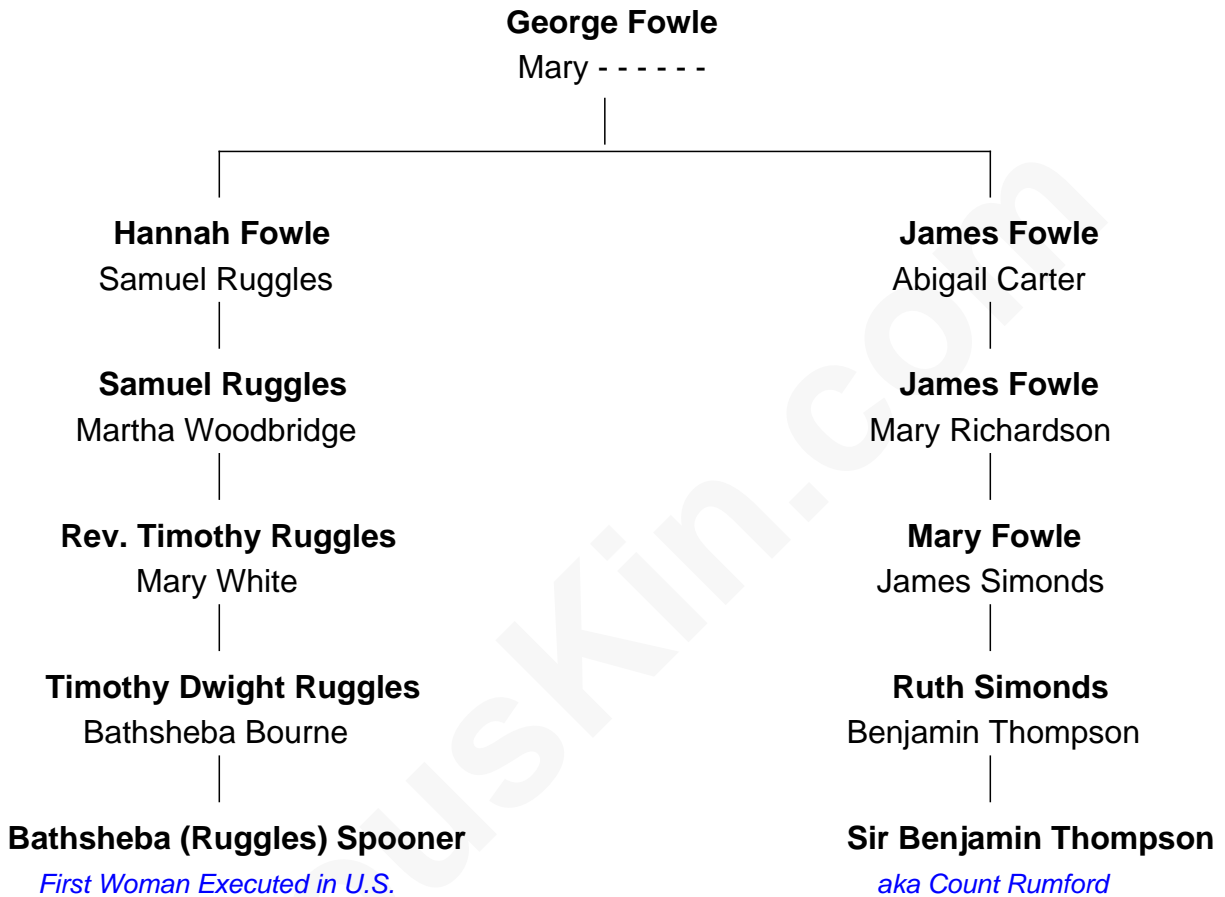 George Fowle
Mary - - - - - -
Hannah Fowle
Samuel Ruggles
James Fowle
Abigail Carter
Samuel Ruggles
Martha Woodbridge
James Fowle
Mary Richardson
Rev. Timothy Ruggles
Mary White
Mary Fowle
James Simonds
Timothy Dwight Ruggles
Bathsheba Bourne
Ruth Simonds
Benjamin Thompson
Bathsheba (Ruggles) Spooner
First Woman Executed in U.S.
Sir Benjamin Thompson
aka Count Rumford
usKin.com